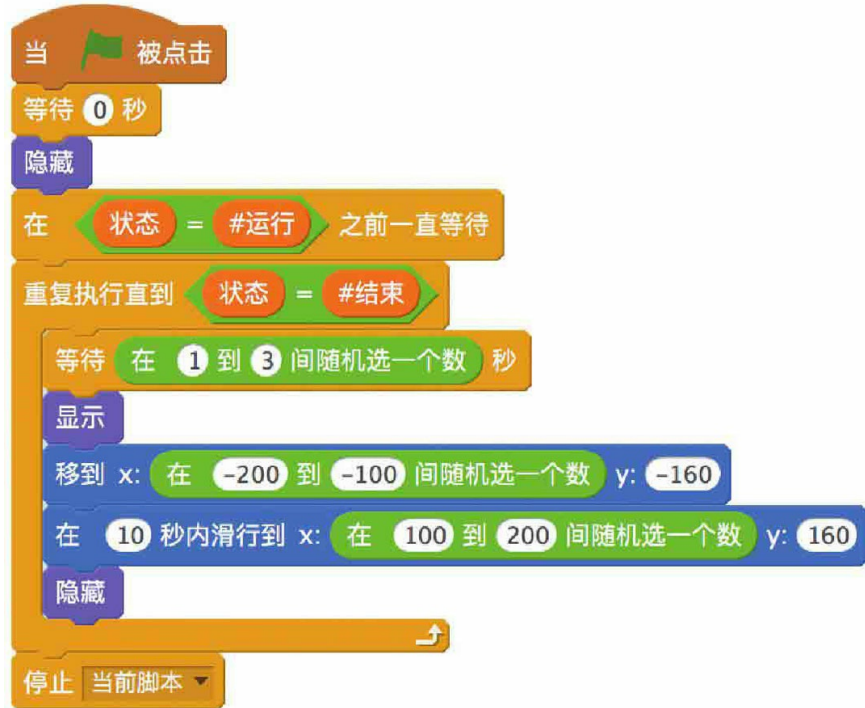 当 被点击
等待 0 秒
隐藏
在 状态 = #运行 之前一直等待
重复执行直到 状态 = #结束
等待 在 1 到 3 间随机选一个数 秒
显示
移到 x: 在 -200 到 -100 间随机选一个数 y: -160
在 10 秒内滑行到 x: 在 100 到 200 间随机选一个数 y: 160
隐藏
停止 当前脚本